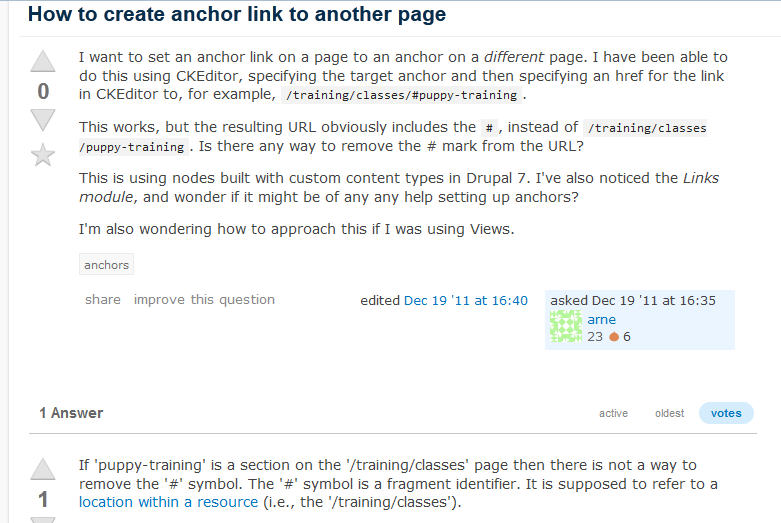 How to create anchor link to another page
I want to set an anchor link on a page to an anchor on a different page. I have been able to
do this using CKEditor, specifying the target anchor and then specifying an href for the link
0
in CKEditor to, for example, /training/classes/#puppy-training .
This works, but the resulting URL obviously includes the # , instead of /training/classes
/puppy-training . Is there any way to remove the # mark from the URL?
This is using nodes built with custom content types in Drupal 7. I've also noticed the Links
module, and wonder if it might be of any any help setting up anchors?
I'm also wondering how to approach this if I was using Views.
anchors
share improve this question
edited Dec 19 '11 at 16:40
asked Dec 19 '11 at 16:35
arne
23 6
1 Answer
active oldest votes
If 'puppy-training' is a section on the '/training/classes' page then there is not a way to
remove the '#' symbol. The '#' symbol is a fragment identifier. It is supposed to refer to a
1
location within a resource (i.e., the '/training/classes').